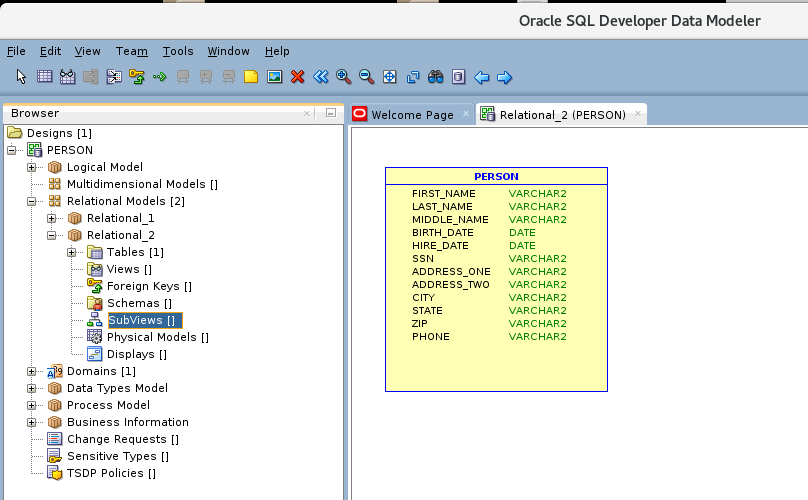 Oracle SQL Developer Data Modeler
File Edit View Team Tools Window Help
Browser
Welcome Page
Relational_2 (PERSON)
Designs [1]
PERSON
Logical Model
Multidimensional Models []
Relational Models [2]
Relational_1
Relational_2
Tables [1]
Views []
Foreign Keys []
Schemas []
SubViews []
Physical Models []
Displays []
Domains [1]
Data Types Model
Process Model
Business Information
Change Requests []
Sensitive Types []
TSDP Policies []
PERSON
FIRST_NAME VARCHAR2
LAST_NAME VARCHAR2
MIDDLE_NAME VARCHAR2
BIRTH_DATE DATE
HIRE_DATE DATE
SSN VARCHAR2
ADDRESS_ONE VARCHAR2
ADDRESS_TWO VARCHAR2
CITY VARCHAR2
STATE VARCHAR2
ZIP VARCHAR2
PHONE VARCHAR2